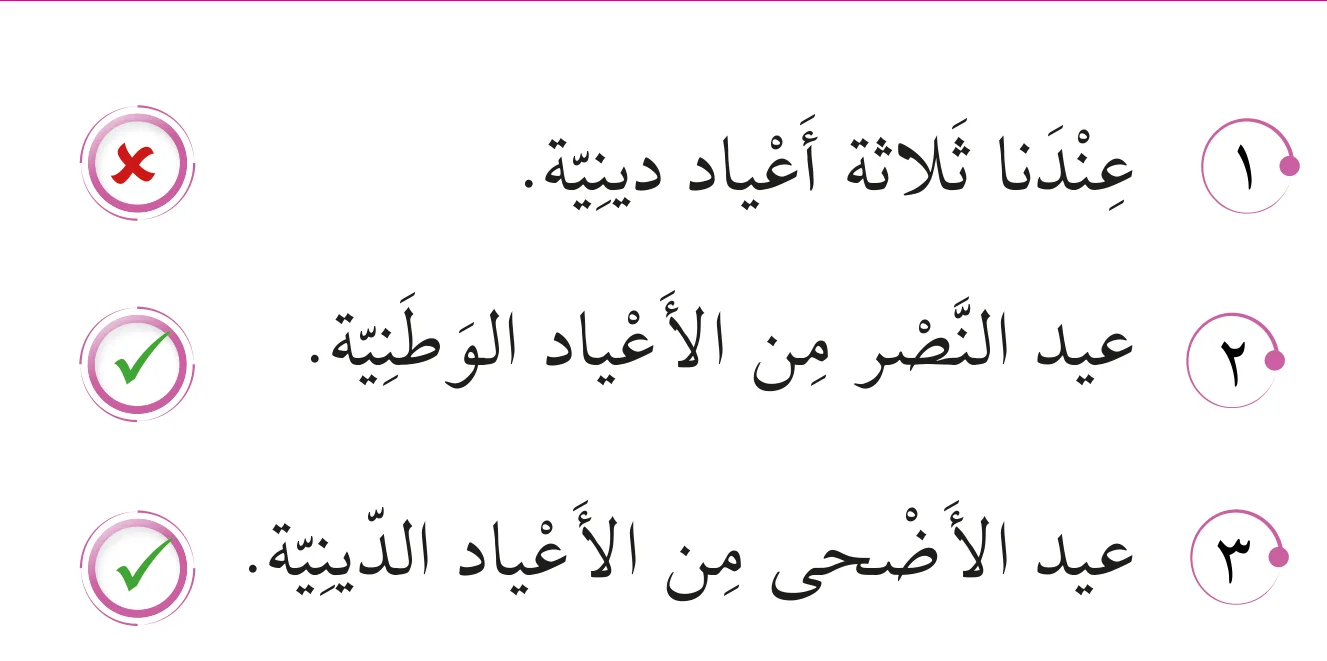 ١ عِنْدَنا ثَلاثة أَعْياد دينِيّة.
٢ عيد النَّصْر مِن الأَعْياد الوَطَنِيّة.
٣ عيد الأَضْحى مِن الأَعْياد الدّينِيّة.